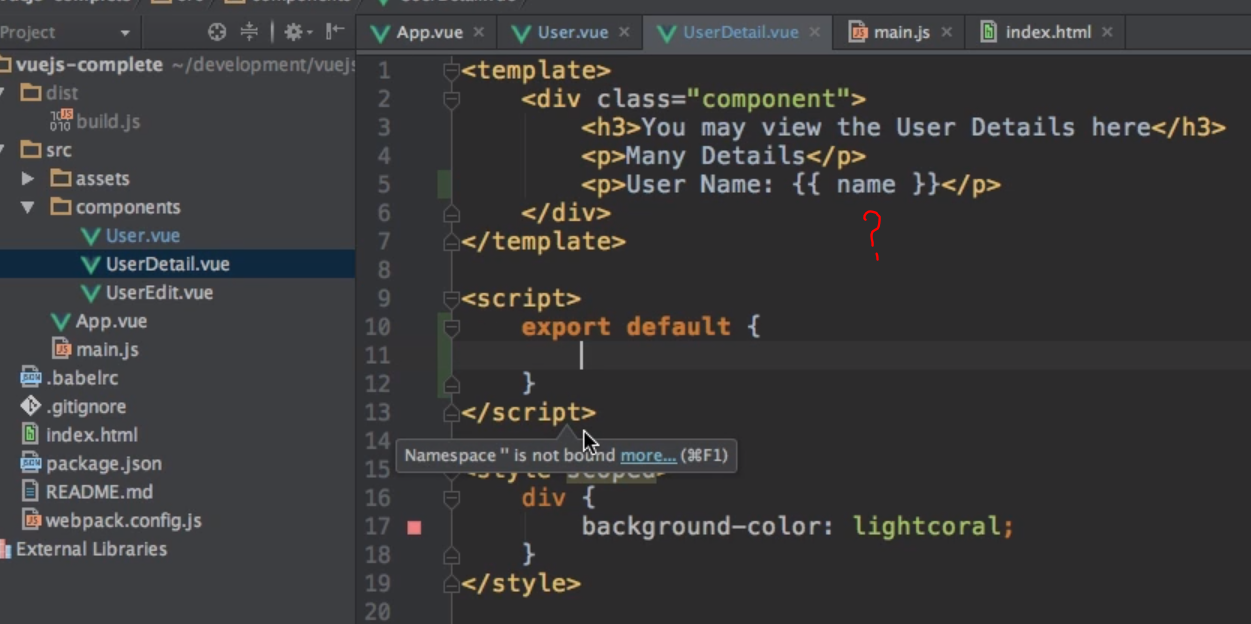 Project
App.vue
User.vue
UserDetail.vue
main.js
index.html
vuejs-complete ~/development/vuejs
dist
build.js
src
assets
components
User.vue
UserDetail.vue
UserEdit.vue
App.vue
main.js
.babelrc
.gitignore
index.html
package.json
README.md
webpack.config.js
External Libraries
1 <template>
2 <div class="component">
3 <h3>You may view the User Details here</h3>
4 <p>Many Details</p>
5 <p>User Name: {{ name }}</p>
6 </div>
?
7 </template>
8
9 <script>
10 export default {
11
12 }
13 </script>
14
Namespace '' is not bound more... (⌘F1)
15 <style scoped>
16 div {
17 background-color: lightcoral;
18 }
19 </style>
20